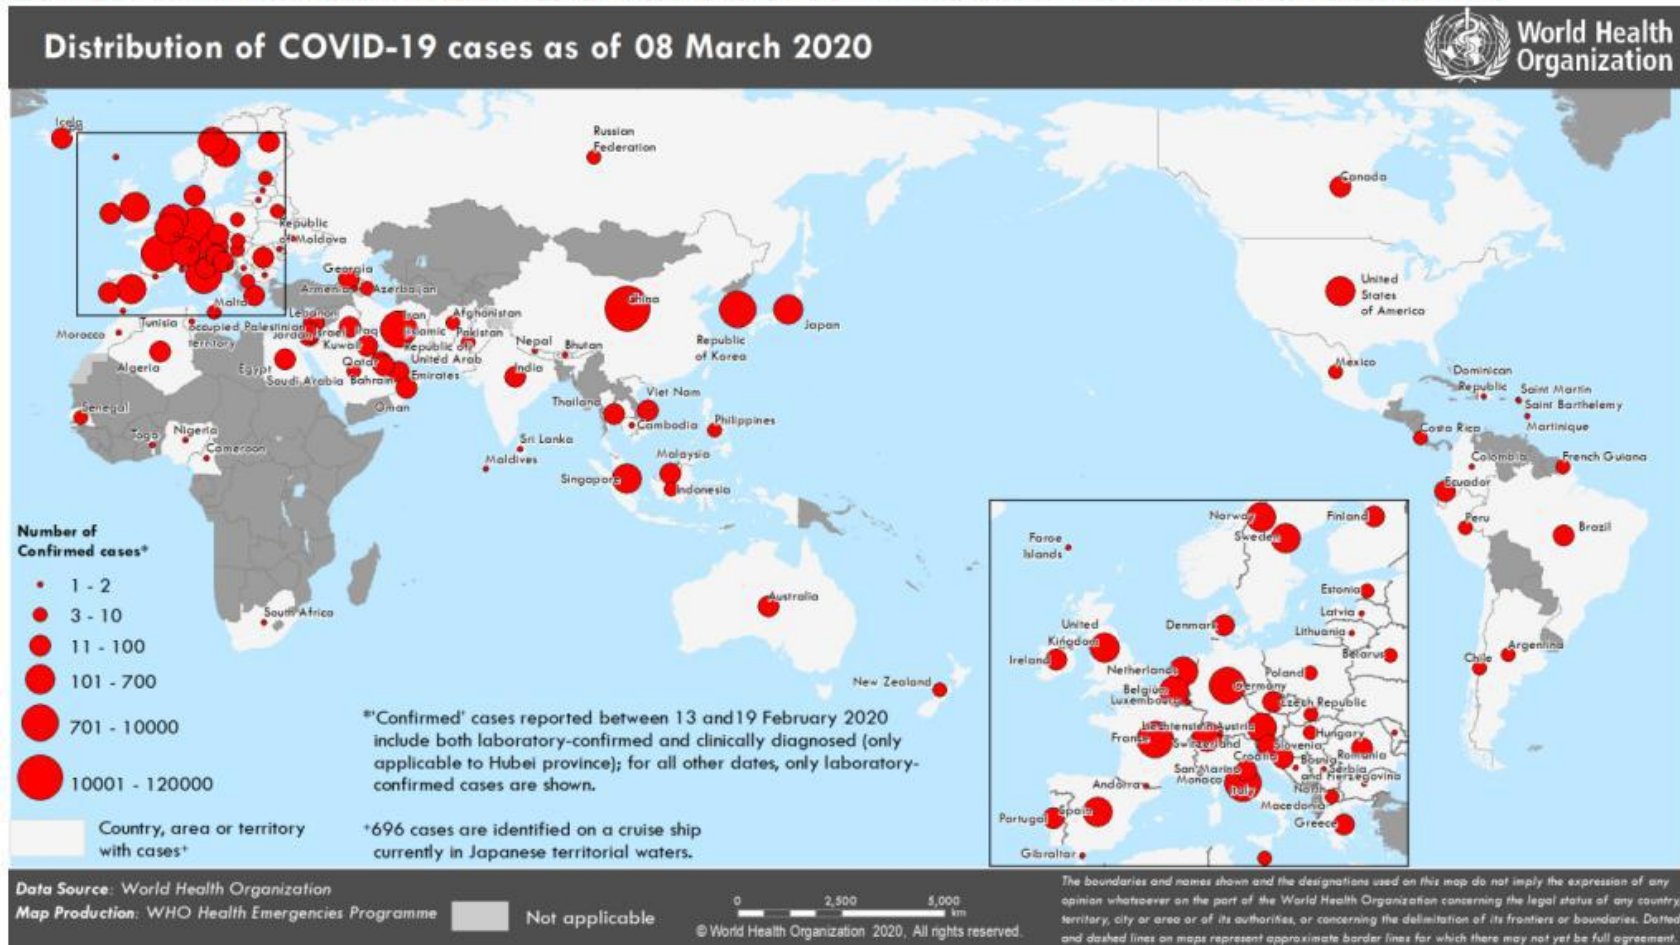 Distribution of COVID-19 cases as of 08 March 2020
World Health
Organization
Russian
Federation
Canada
Republic
of Moldova
Georgia
Armenia
Azerbaijan
China
United
States
of America
Malta
Lebanon
Iran
Afghanistan
Japan
Tunisia
occupied Palestinian
territory
Jordan
Israel
Iraq
Islamic
Republic of
Pakistan
Morocco
Kuwait
Nepal
Bhutan
Republic
of Korea
Qatar
United Arab
Emirates
Algeria
Egypt
Saudi Arabia
Bahrain
India
Mexico
Dominican
Republic
Saint Martin
Saint Barthelemy
Martinique
Oman
Thailand
Viet Nam
Senegal
Togo
Nigeria
Cameroon
Cambodia
Philippines
Costa Rica
Sri Lanka
Maldives
Malaysia
Colombia
French Guiana
Singapore
Indonesia
Ecuador
Peru
Brazil
Australia
South Africa
New Zealand
Chile
Argentina
Number of
Confirmed cases*
1 - 2
3 - 10
11 - 100
101 - 700
701 - 10000
10001 - 120000
Country, area or territory
with cases+
*'Confirmed' cases reported between 13 and19 February 2020
include both laboratory-confirmed and clinically diagnosed (only
applicable to Hubei province); for all other dates, only laboratory-
confirmed cases are shown.
+696 cases are identified on a cruise ship
currently in Japanese territorial waters.
Norway
Finland
Faroe
Islands
Sweden
Estonia
Latvia
United
Kingdom
Denmark
Lithuania
Ireland
Belarus
Netherlands
Poland
Belgium
Germany
Luxembourg
Czech Republic
Liechtenstein
Austria
France
Switzerland
Hungary
Slovenia
Croatia
Romania
Bosnia
and Herzegovina
Serbia
San Marino
Monaco
Andorra
Italy
North
Macedonia
Portugal
Spain
Greece
Gibraltar
Data Source: World Health Organization
Map Production: WHO Health Emergencies Programme
Not applicable
0 2,500 5,000
km
© World Health Organization 2020, All rights reserved.
The boundaries and names shown and the designations used on this map do not imply the expression of any
opinion whatsoever on the part of the World Health Organization concerning the legal status of any country,
territory, city or area or of its authorities, or concerning the delimitation of its frontiers or boundaries. Dotted
and dashed lines on maps represent approximate border lines for which there may not yet be full agreement.